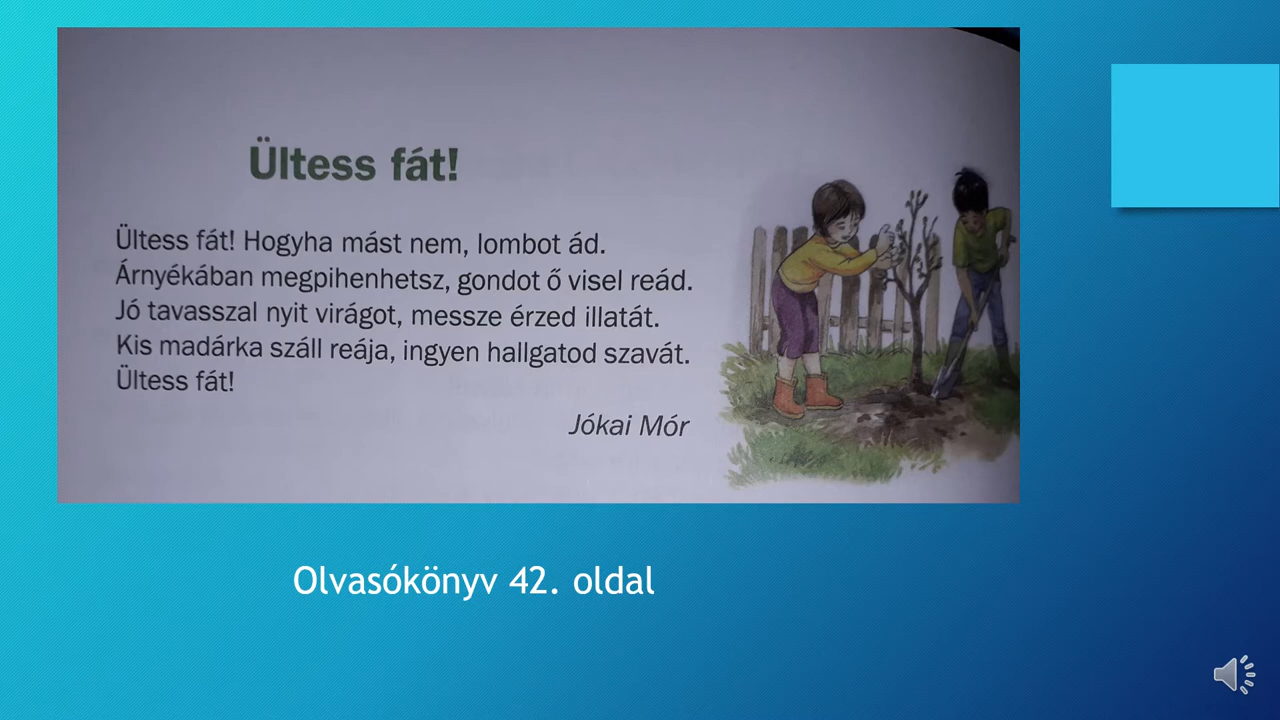 Ültess fát!
Ültess fát! Hogyha mást nem, lombot ád.
Árnyékában megpihenhetsz, gondot ő visel reád.
Jó tavasszal nyit virágot, messze érzed illatát.
Kis madárka száll reája, ingyen hallgatod szavát.
Ültess fát!
Jókai Mór
Olvasókönyv 42. oldal